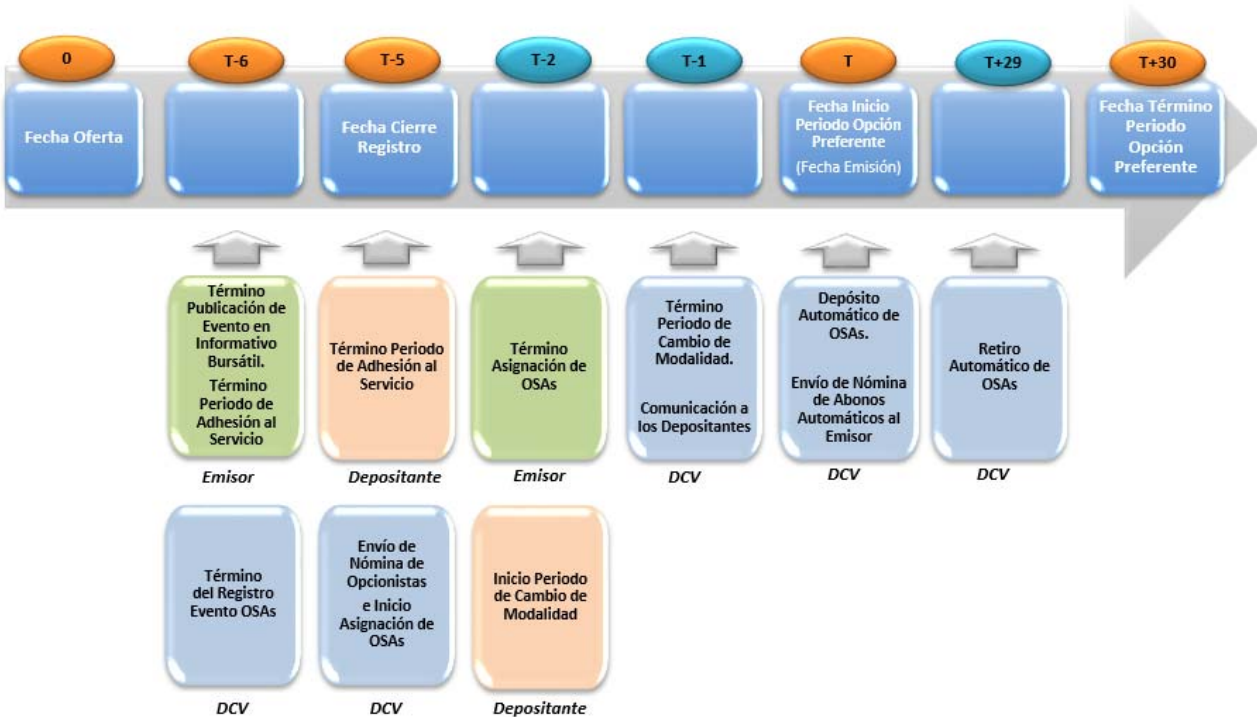 0
T-6
T-5
T-2
T-1
T
T+29
T+30
Fecha Oferta
Fecha Cierre
Registro
Fecha Inicio
Periodo Opción
Preferente
(Fecha Emisión)
Fecha Término
Periodo
Opción
Preferente
Término
Publicación de
Evento en
Informativo
Bursátil.
Término
Periodo de
Adhesión al
Servicio
Emisor
Término Periodo
de Adhesión al
Servicio
Depositante
Término
Asignación de
OSAs
Emisor
Término
Periodo de
Cambio de
Modalidad.
Comunicación a
los Depositantes
DCV
Depósito
Automático de
OSAs.
Envío de Nómina
de Abonos
Automáticos al
Emisor
DCV
Retiro
Automático de
OSAs
DCV
Término
del Registro
Evento OSAs
DCV
Envío de
Nómina de
Opcionistas
e Inicio
Asignación de
OSAs
DCV
Inicio Periodo
de Cambio de
Modalidad
Depositante